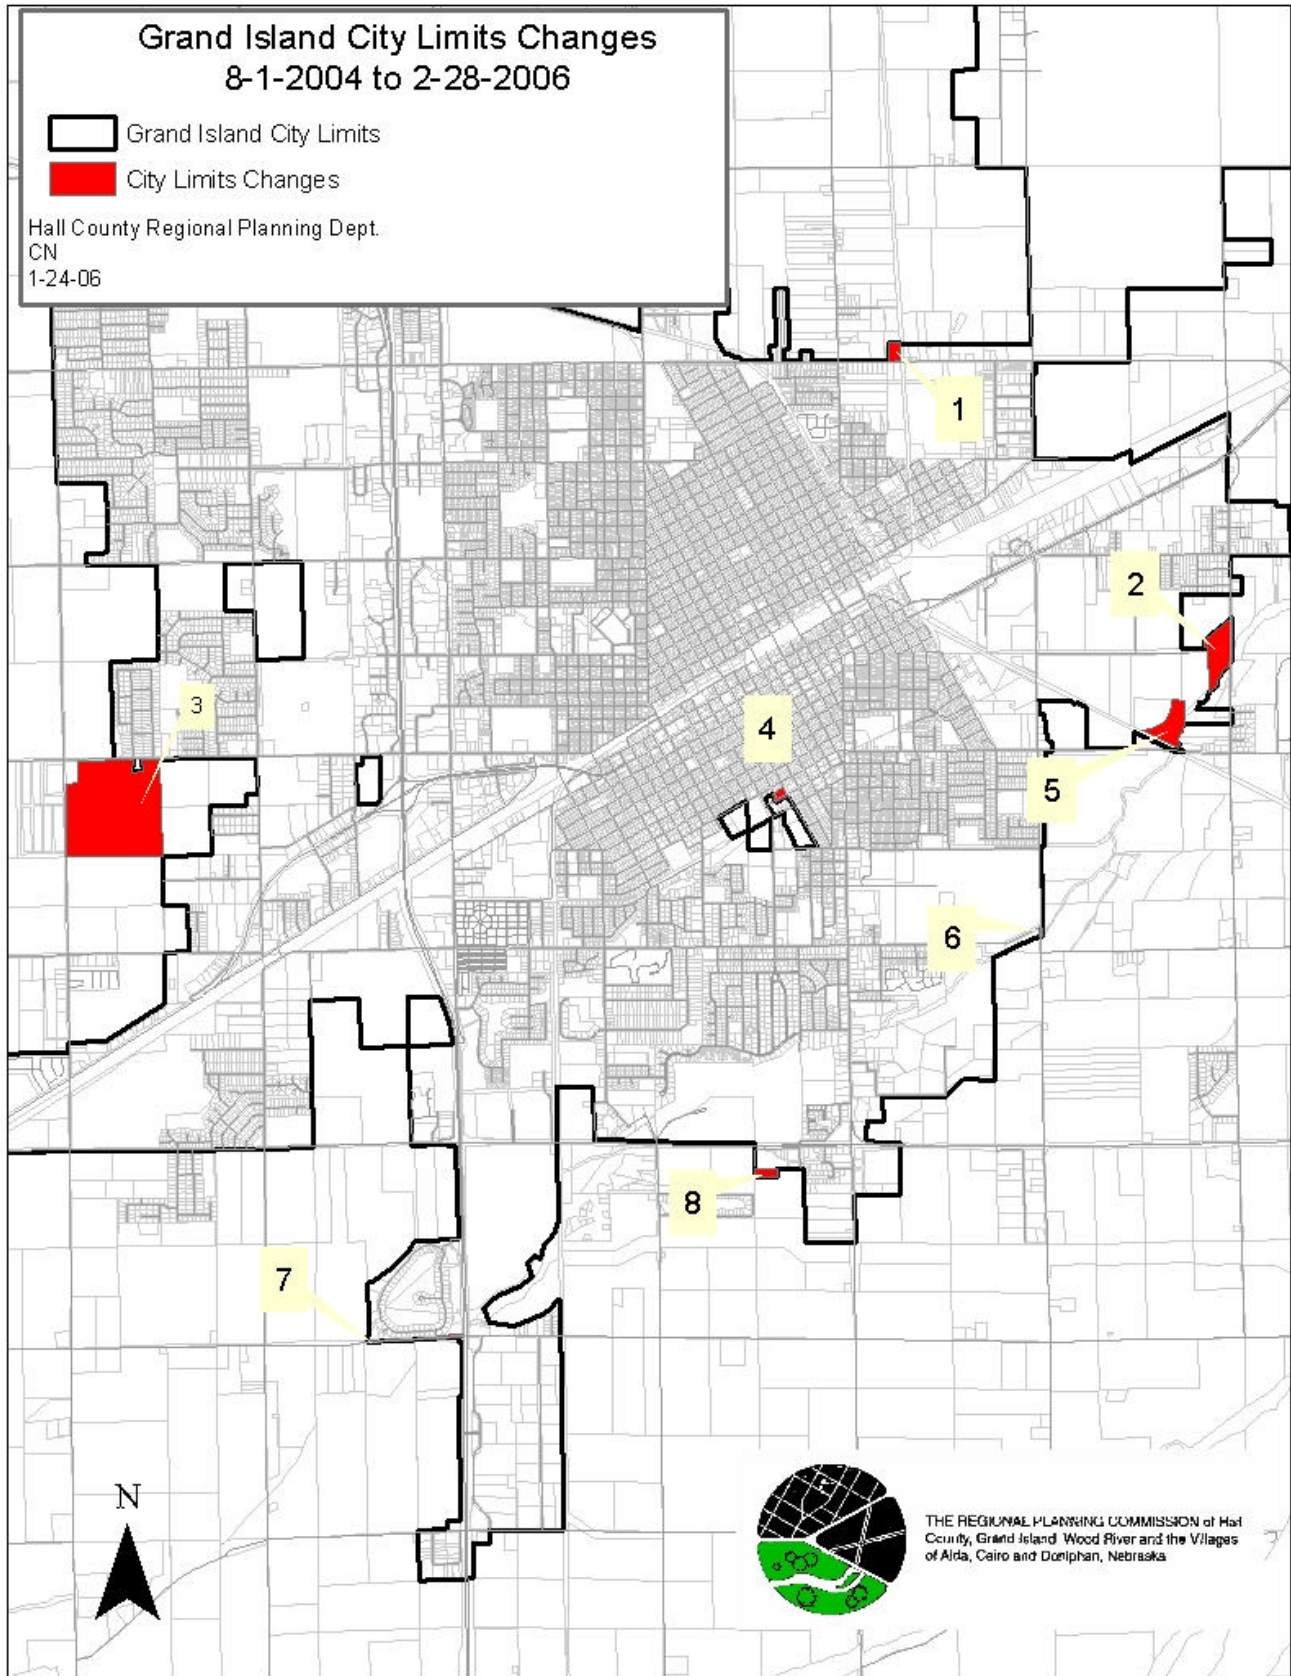 Grand Island City Limits Changes
8-1-2004 to 2-28-2006
Grand Island City Limits
City Limits Changes
Hall County Regional Planning Dept.
CN
1-24-06
1
2
3
4
5
6
8
7
N
THE REGIONAL PLANNING COMMISSION of Hall
County, Grand Island, Wood River and the Villages
of Alda, Cairo and Doniphan, Nebraska